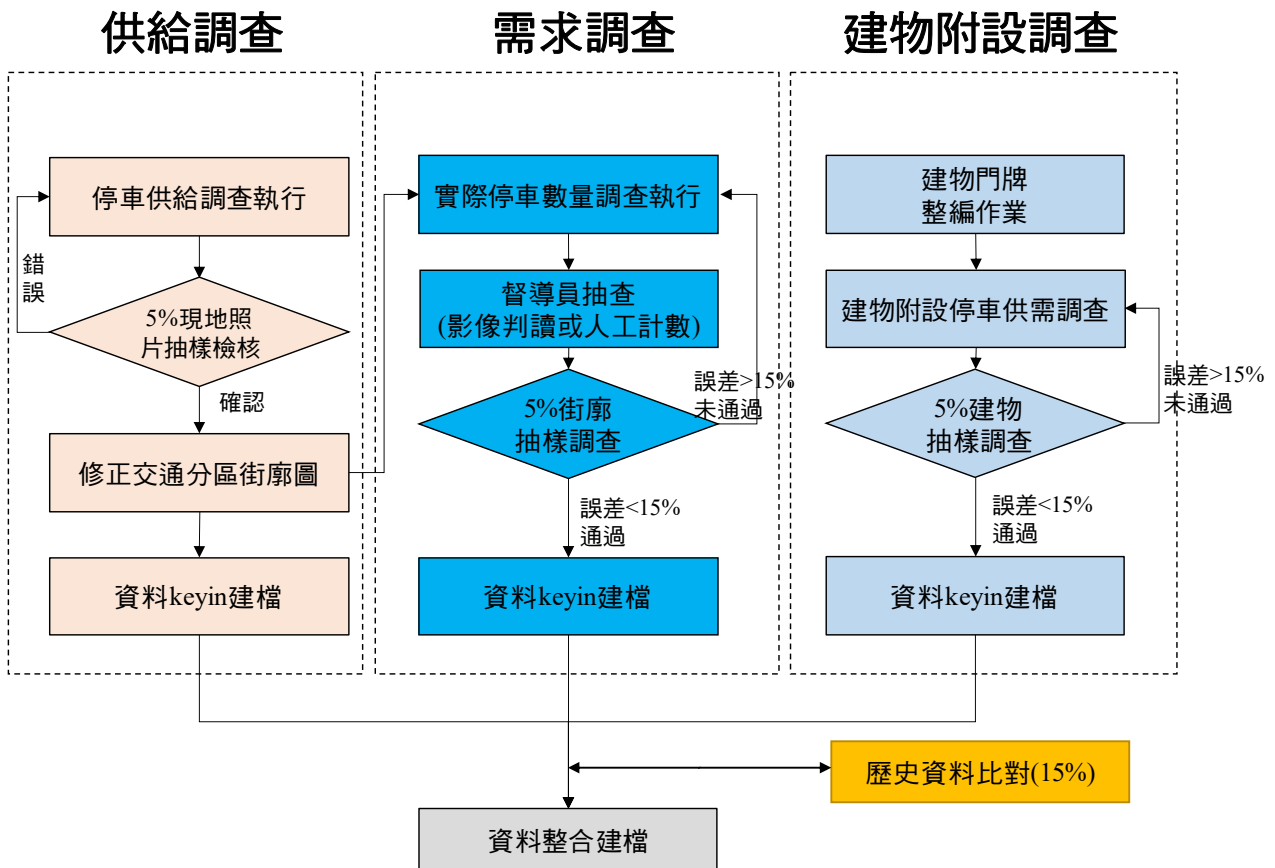 供給調查
需求調查
建物附設調查
停車供給調查執行
錯
誤
5%現地照
片抽樣檢核
確認
修正交通分區街廓圖
資料keyin建檔
實際停車數量調查執行
督導員抽查
(影像判讀或人工計數)
誤差>15%
未通過
5%街廓
抽樣調查
誤差<15%
通過
資料keyin建檔
建物門牌
整編作業
建物附設停車供需調查
誤差>15%
未通過
5%建物
抽樣調查
誤差<15%
通過
資料keyin建檔
歷史資料比對(15%)
資料整合建檔